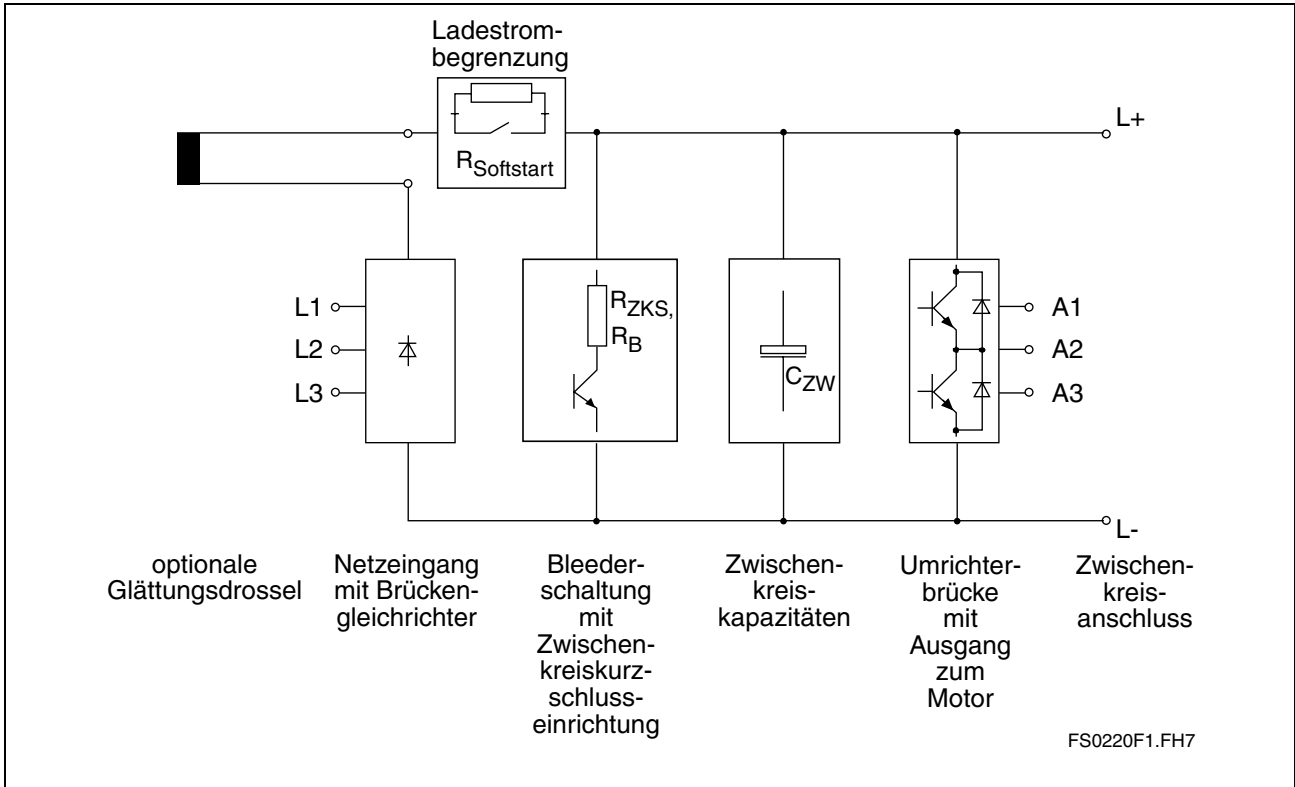 Ladestrom-
begrenzung
RSoftstart
L+
L1
L2
L3
RZKS,
RB
CZW
A1
A2
A3
L-
optionale
Glättungsdrossel
Netzeingang
mit Brücken-
gleichrichter
Bleeder-
schaltung
mit
Zwischen-
kreiskurz-
schluss-
einrichtung
Zwischen-
kreis-
kapazitäten
Umrichter-
brücke
mit
Ausgang
zum
Motor
Zwischen-
kreis-
anschluss
FS0220F1.FH7